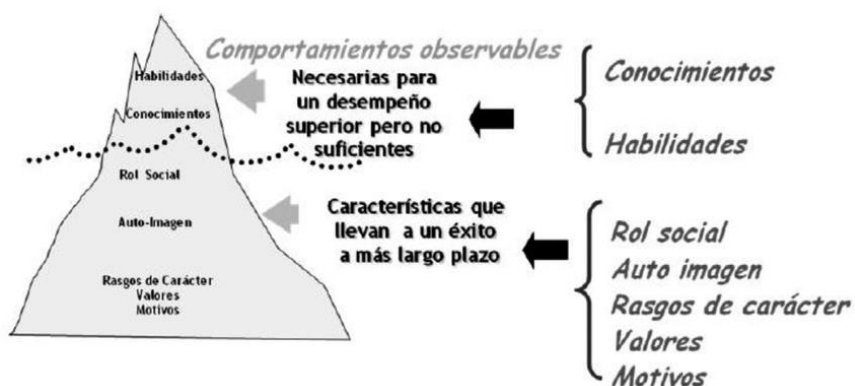 Comportamientos observables
Habilidades
Conocimientos
Necesarias para
un desempeño
superior pero no
suficientes
Conocimientos
Habilidades
Rol Social
Auto-Imagen
Rasgos de Carácter
Valores
Motivos
Características que
llevan a un éxito
a más largo plazo
Rol social
Auto imagen
Rasgos de carácter
Valores
Motivos